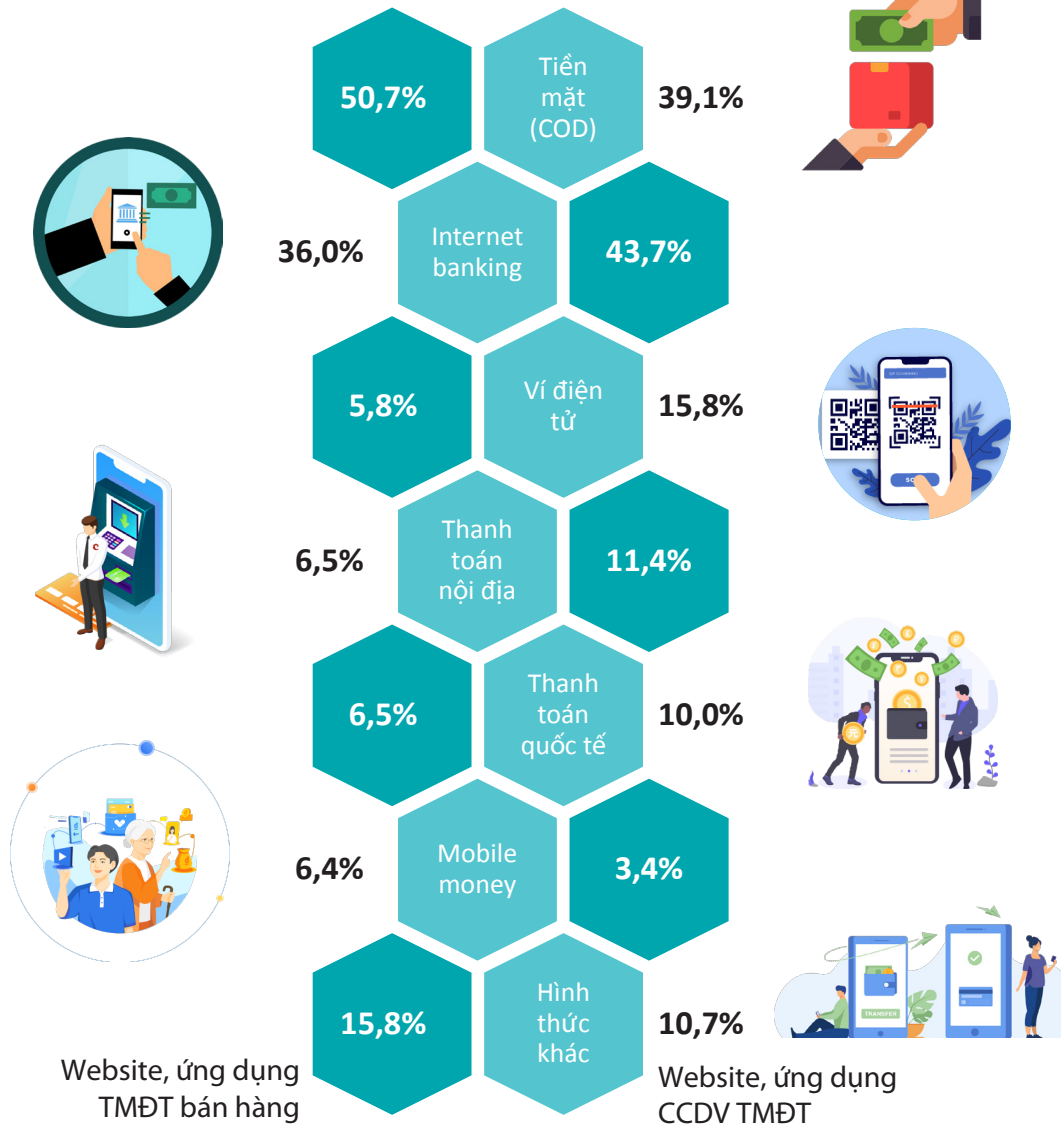 50,7%
Tiền
mặt
(COD)
39,1%
36,0%
Internet
banking
43,7%
5,8%
Ví điện
tử
15,8%
6,5%
Thanh
toán
nội địa
11,4%
6,5%
Thanh
toán
quốc tế
10,0%
6,4%
Mobile
money
3,4%
15,8%
Hình
thức
khác
10,7%
TRANSFER
Website, ứng dụng
TMĐT bán hàng
Website, ứng dụng
CCDV TMĐT